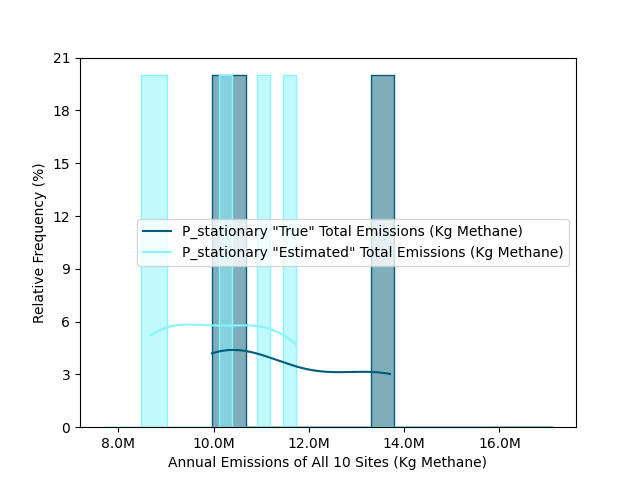 21
18
15
12
9
6
3
0
Relative Frequency (%)
P_stationary "True" Total Emissions (Kg Methane)
P_stationary "Estimated" Total Emissions (Kg Methane)
8.0M 10.0M 12.0M 14.0M 16.0M
Annual Emissions of All 10 Sites (Kg Methane)